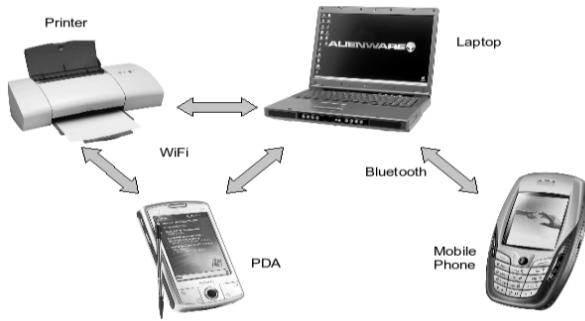 Printer
Laptop
ALIENWARE
WiFi
Bluetooth
PDA
Mobile
Phone